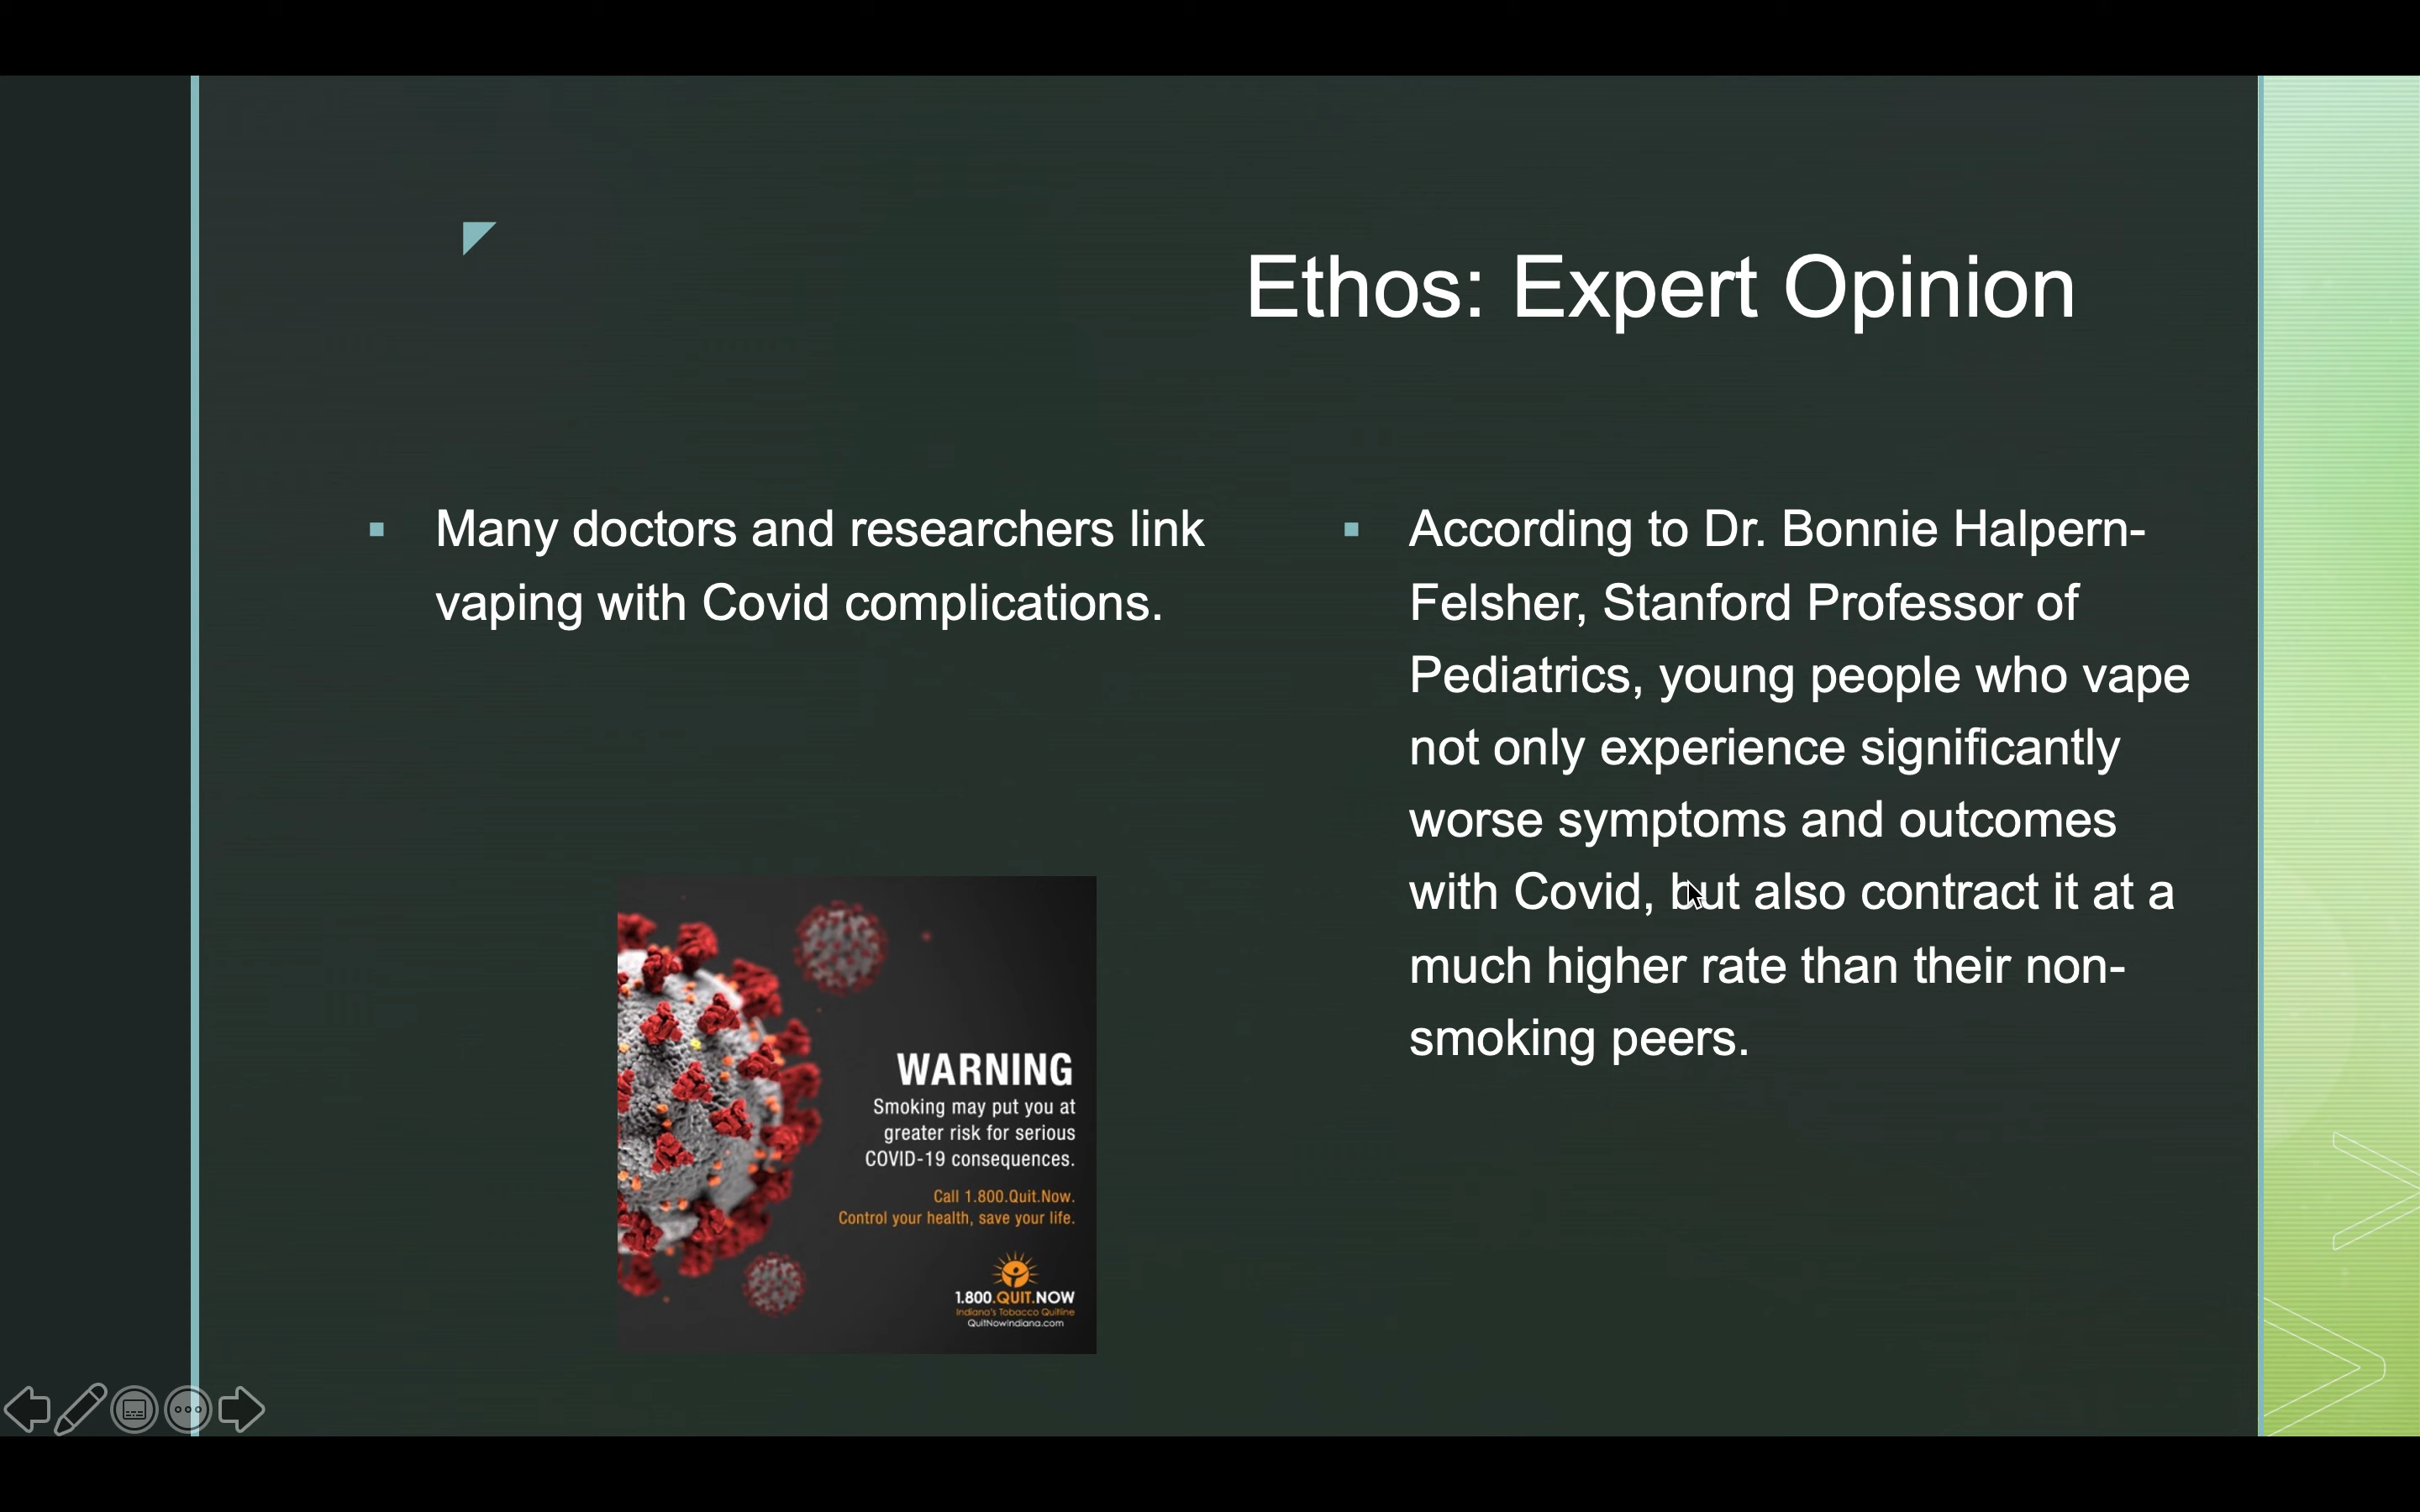 Ethos: Expert Opinion
Many doctors and researchers link
vaping with Covid complications.
According to Dr. Bonnie Halpern-
Felsher, Stanford Professor of
Pediatrics, young people who vape
not only experience significantly
worse symptoms and outcomes
with Covid, but also contract it at a
much higher rate than their non-
smoking peers.
WARNING
Smoking may put you at
greater risk for serious
COVID-19 consequences.
Call 1.800.Quit.Now.
Control your health, save your life.
1.800.QUIT.NOW
Indiana's Tobacco Quitline
QuitNowIndiana.com